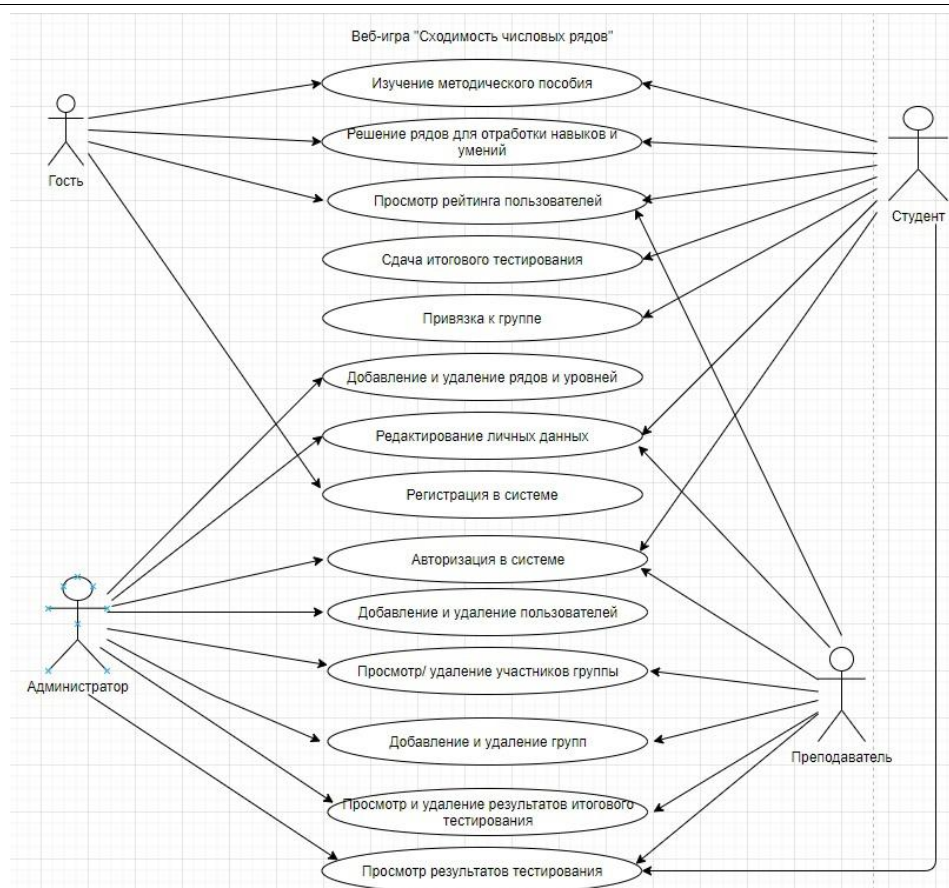 Веб-игра "Сходимость числовых рядов"
Изучение методического пособия
Решение рядов для отработки навыков и
умений
Гость
Просмотр рейтинга пользователей
Студент
Сдача итогового тестирования
Привязка к группе
Добавление и удаление рядов и уровней
Редактирование личных данных
Регистрация в системе
Авторизация в системе
Добавление и удаление пользователей
Просмотр/ удаление участников группы
Администратор
Добавление и удаление групп
Преподаватель
Просмотр и удаление результатов итогового
тестирования
Просмотр результатов тестирования